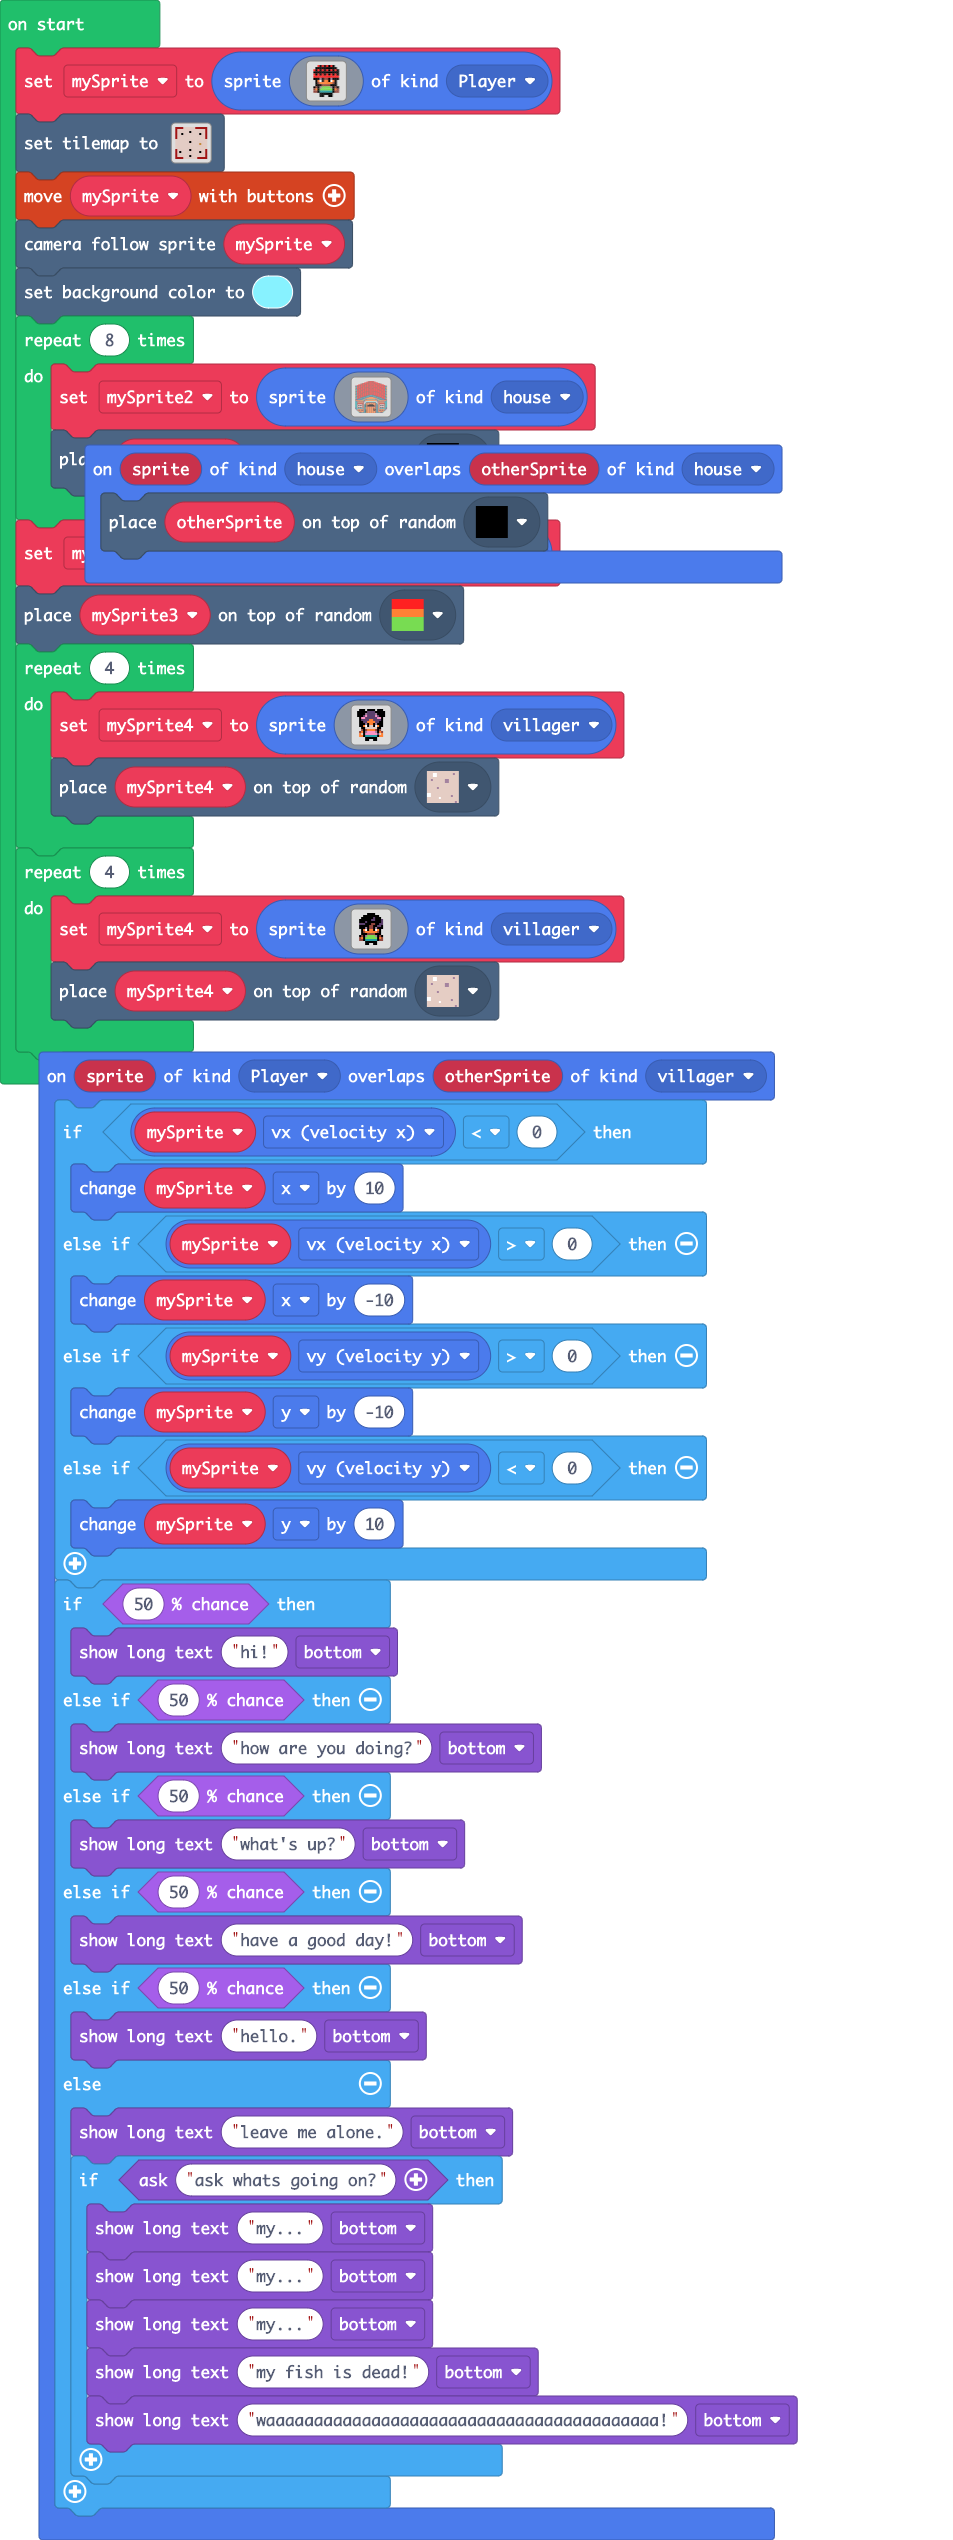 on start
set mySprite to sprite of kind Player
set tilemap to
move mySprite with buttons
camera follow sprite mySprite
set background color to
repeat 8 times
do
set mySprite2 to sprite of kind house
on sprite of kind house overlaps otherSprite of kind house
place otherSprite on top of random
set
place mySprite3 on top of random
repeat 4 times
do
set mySprite4 to sprite of kind villager
place mySprite4 on top of random
repeat 4 times
do
set mySprite4 to sprite of kind villager
place mySprite4 on top of random
on sprite of kind Player overlaps otherSprite of kind villager
if mySprite vx (velocity x) < 0 then
change mySprite x by 10
else if mySprite vx (velocity x) > 0 then
change mySprite x by -10
else if mySprite vy (velocity y) > 0 then
change mySprite y by -10
else if mySprite vy (velocity y) < 0 then
change mySprite y by 10
if 50 % chance then
show long text "hi!" bottom
else if 50 % chance then
show long text "how are you doing?" bottom
else if 50 % chance then
show long text "what's up?" bottom
else if 50 % chance then
show long text "have a good day!" bottom
else if 50 % chance then
show long text "hello." bottom
else
show long text "leave me alone." bottom
if ask "ask whats going on?" then
show long text "my..." bottom
show long text "my..." bottom
show long text "my..." bottom
show long text "my fish is dead!" bottom
show long text "waaaaaaaaaaaaaaaaaaaaaaaaaaaaaaaaaaaaaaaaa!" bottom